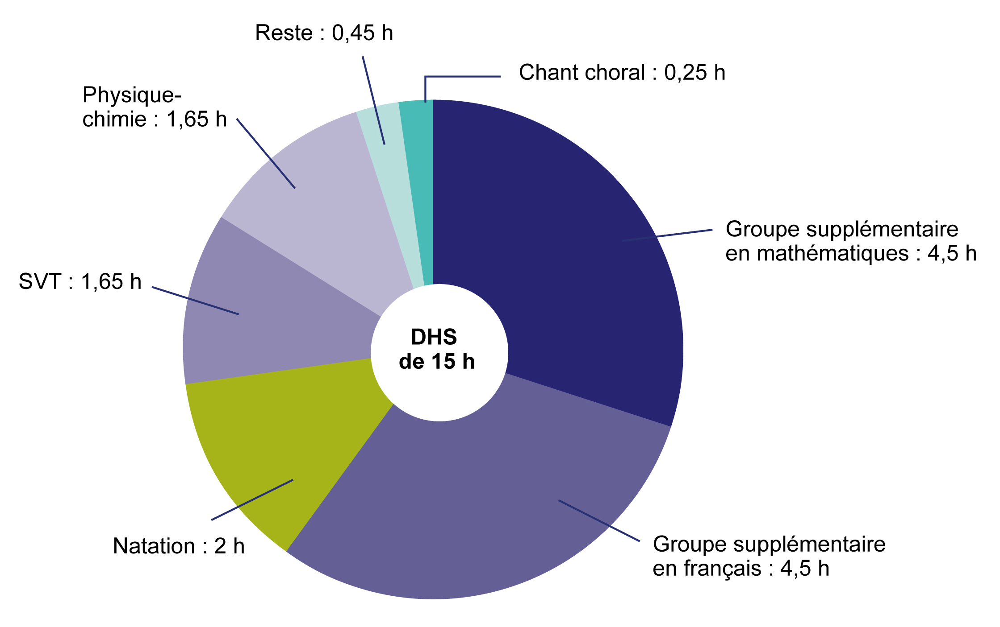 Reste : 0,45 h
Chant choral : 0,25 h
Physique-
chimie : 1,65 h
Groupe supplémentaire
en mathématiques : 4,5 h
SVT : 1,65 h
DHS
de 15 h
Natation : 2 h
Groupe supplémentaire
en français : 4,5 h